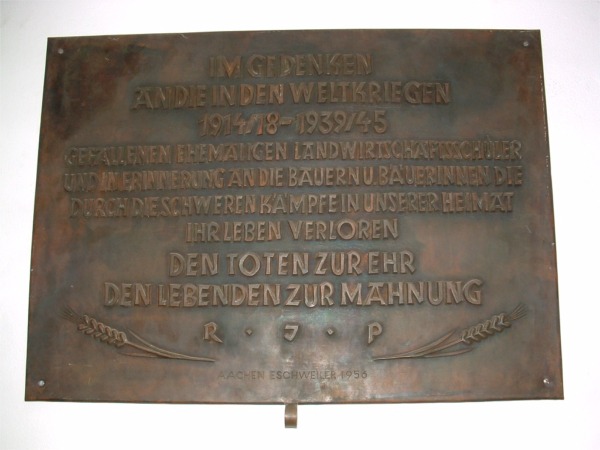 IM GEDENKEN
AN DIE IN DEN WELTKRIEGEN
1914/18-1939/45
GEFALLENEN EHEMALIGEN LANDWIRTSCHAFTSSCHÜLER
UND IN ERINNERUNG AN DIE BAUERN U. BÄUERINNEN DIE
DURCH DIE SCHWEREN KÄMPFE IN UNSERER HEIMAT
IHR LEBEN VERLOREN
DEN TOTEN ZUR EHR
DEN LEBENDEN ZUR MAHNUNG
R · J · P
AACHEN ESCHWEILER 1956